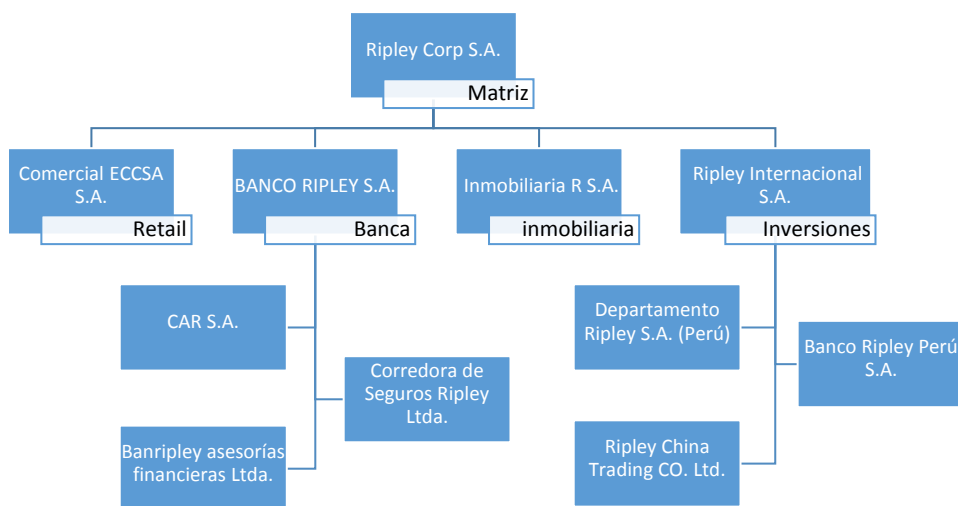 Ripley Corp S.A.
Matriz
Comercial ECCSA
S.A.
Retail
BANCO RIPLEY S.A.
Banca
Inmobiliaria R S.A.
inmobiliaria
Ripley Internacional
S.A.
Inversiones
CAR S.A.
Corredora de
Seguros Ripley
Ltda.
Banripley asesorías
financieras Ltda.
Departamento
Ripley S.A. (Perú)
Banco Ripley Perú
S.A.
Ripley China
Trading CO. Ltd.